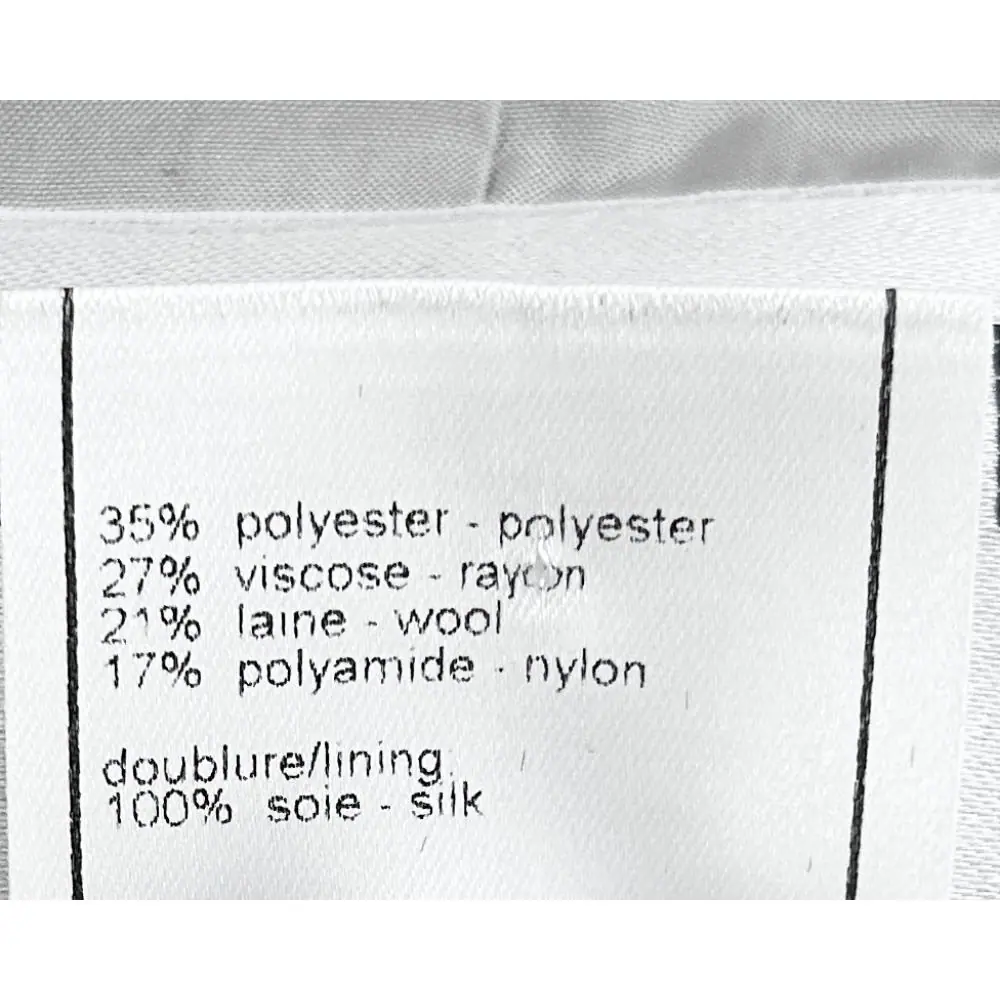 35% polyester - polyester
27% viscose - rayon
21% laine - wool
17% polyamide - nylon
doublure/lining
100% soie - silk